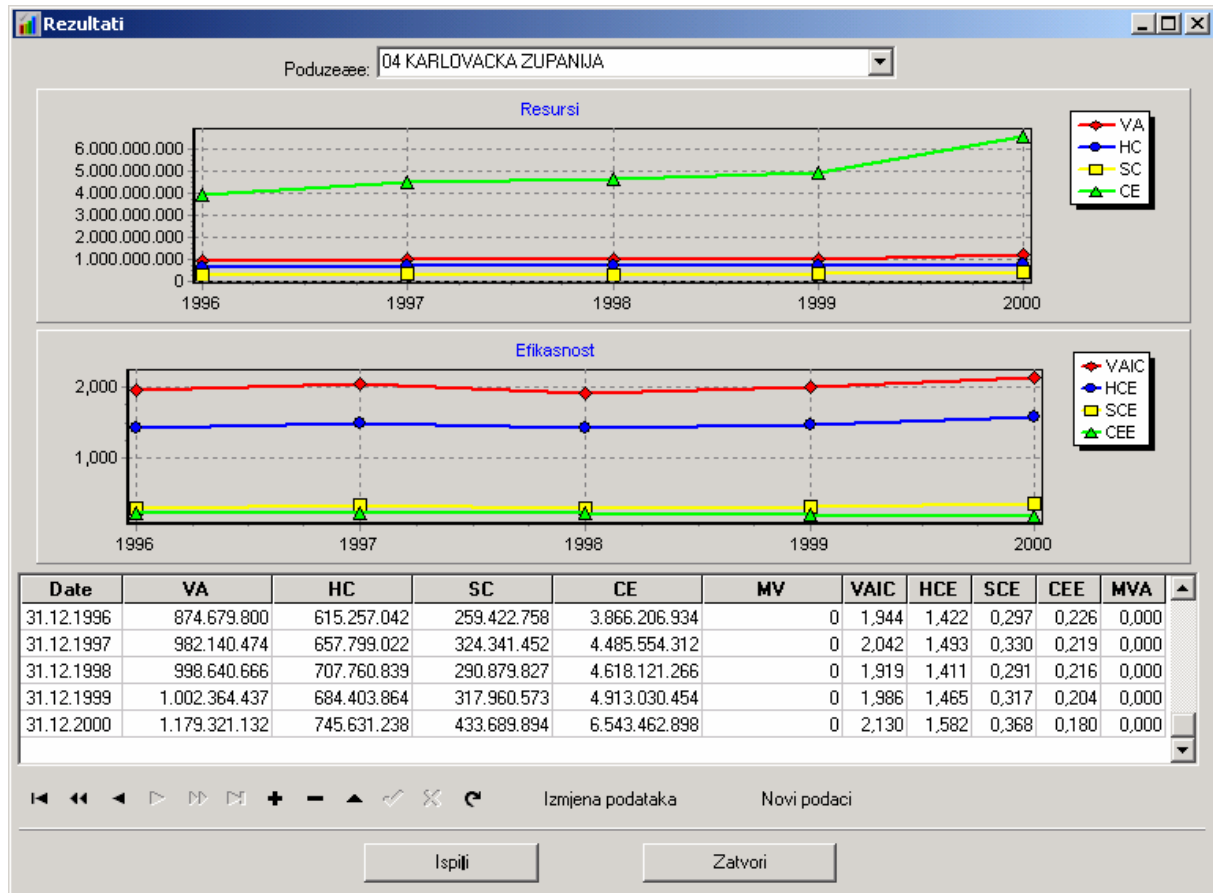 Rezultati
Poduzeæe: 04 KARLOVACKA ZUPANIJA
Resursi
6.000.000.000
5.000.000.000
4.000.000.000
3.000.000.000
2.000.000.000
1.000.000.000
0
1996 1997 1998 1999 2000
VA
HC
SC
CE
Efikasnost
2,000
1,000
1996 1997 1998 1999 2000
VAIC
HCE
SCE
CEE
Date VA HC SC CE MV VAIC HCE SCE CEE MVA
31.12.1996 874.679.800 615.257.042 259.422.758 3.866.206.934 0 1,944 1,422 0,297 0,226 0,000
31.12.1997 982.140.474 657.799.022 324.341.452 4.485.554.312 0 2,042 1,493 0,330 0,219 0,000
31.12.1998 998.640.666 707.760.839 290.879.827 4.618.121.266 0 1,919 1,411 0,291 0,216 0,000
31.12.1999 1.002.364.437 684.403.864 317.960.573 4.913.030.454 0 1,986 1,465 0,317 0,204 0,000
31.12.2000 1.179.321.132 745.631.238 433.689.894 6.543.462.898 0 2,130 1,582 0,368 0,180 0,000
Izmjena podataka Novi podaci
Ispiši Zatvori